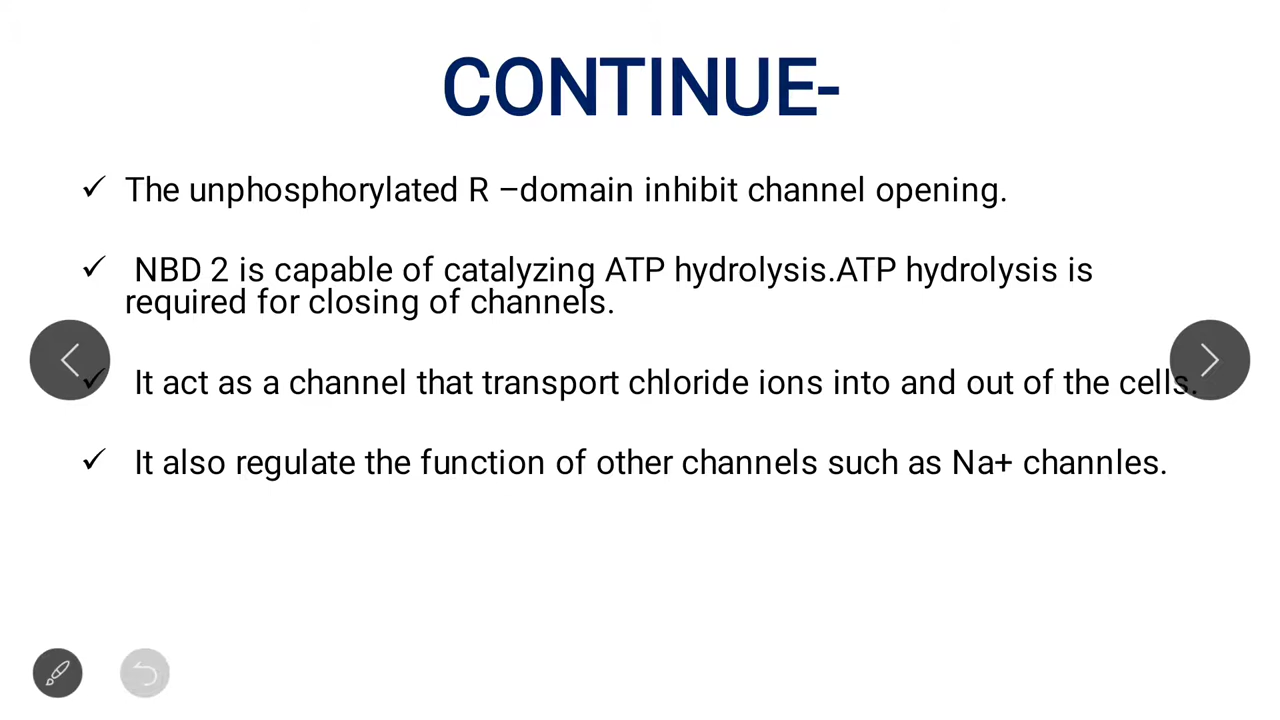 CONTINUE-
✓ The unphosphorylated R –domain inhibit channel opening.
✓ NBD 2 is capable of catalyzing ATP hydrolysis.ATP hydrolysis is
required for closing of channels.
✓ It act as a channel that transport chloride ions into and out of the cells.
✓ It also regulate the function of other channels such as Na+ channles.